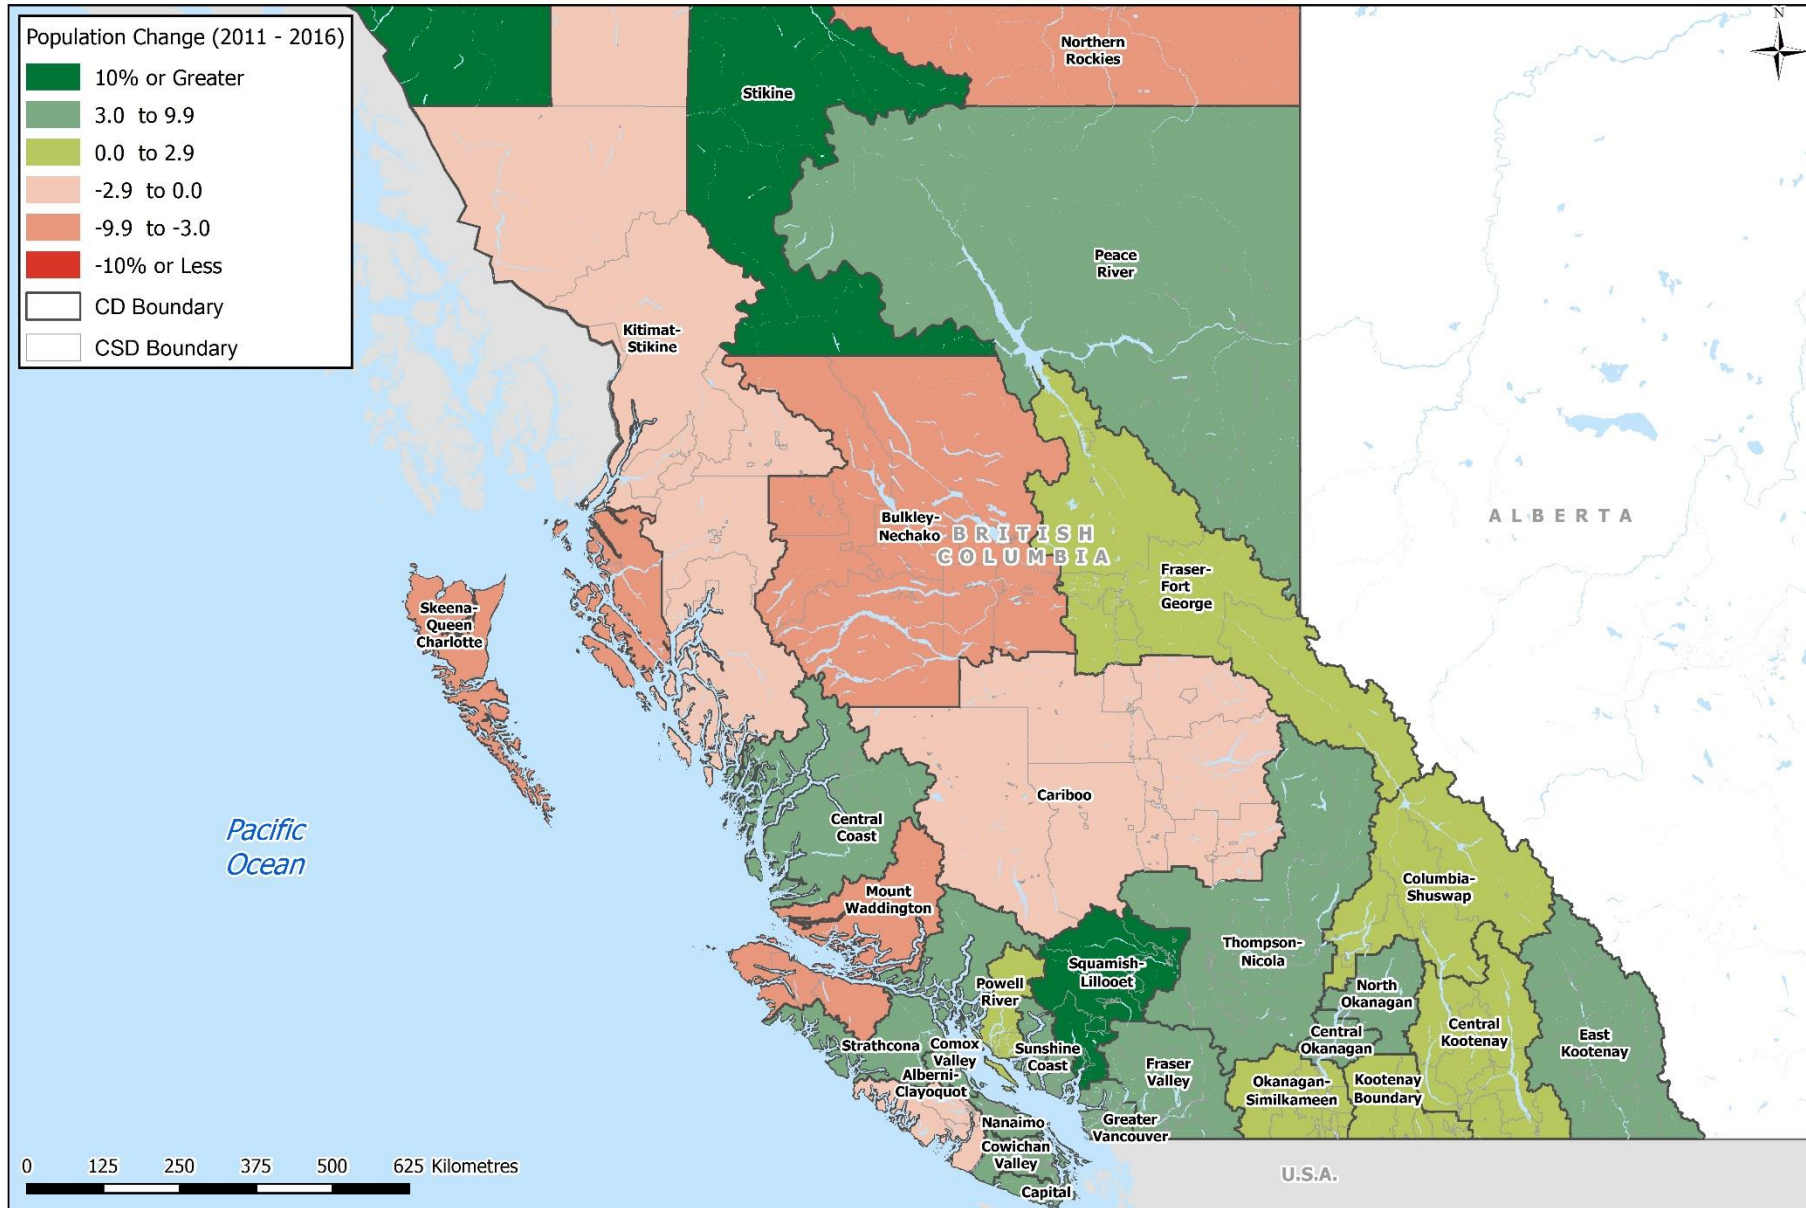 Population Change (2011 - 2016)
10% or Greater
3.0 to 9.9
0.0 to 2.9
-2.9 to 0.0
-9.9 to -3.0
-10% or Less
CD Boundary
CSD Boundary
N
Northern
Rockies
Stikine
Peace
River
Kitimat-
Stikine
Bulkley-
Nechako
BRITISH
COLUMBIA
ALBERTA
Fraser-
Fort
George
Skeena-
Queen
Charlotte
Pacific
Ocean
Central
Coast
Cariboo
Mount
Waddington
Columbia-
Shuswap
Thompson-
Nicola
Squamish-
Lillooet
Powell
River
North
Okanagan
Central
Okanagan
Central
Kootenay
East
Kootenay
Strathcona
Comox
Valley
Sunshine
Coast
Fraser
Valley
Alberni-
Clayoquot
Okanagan-
Similkameen
Kootenay
Boundary
Nanaimo
Greater
Vancouver
Cowichan
Valley
Capital
U.S.A.
0 125 250 375 500 625 Kilometres